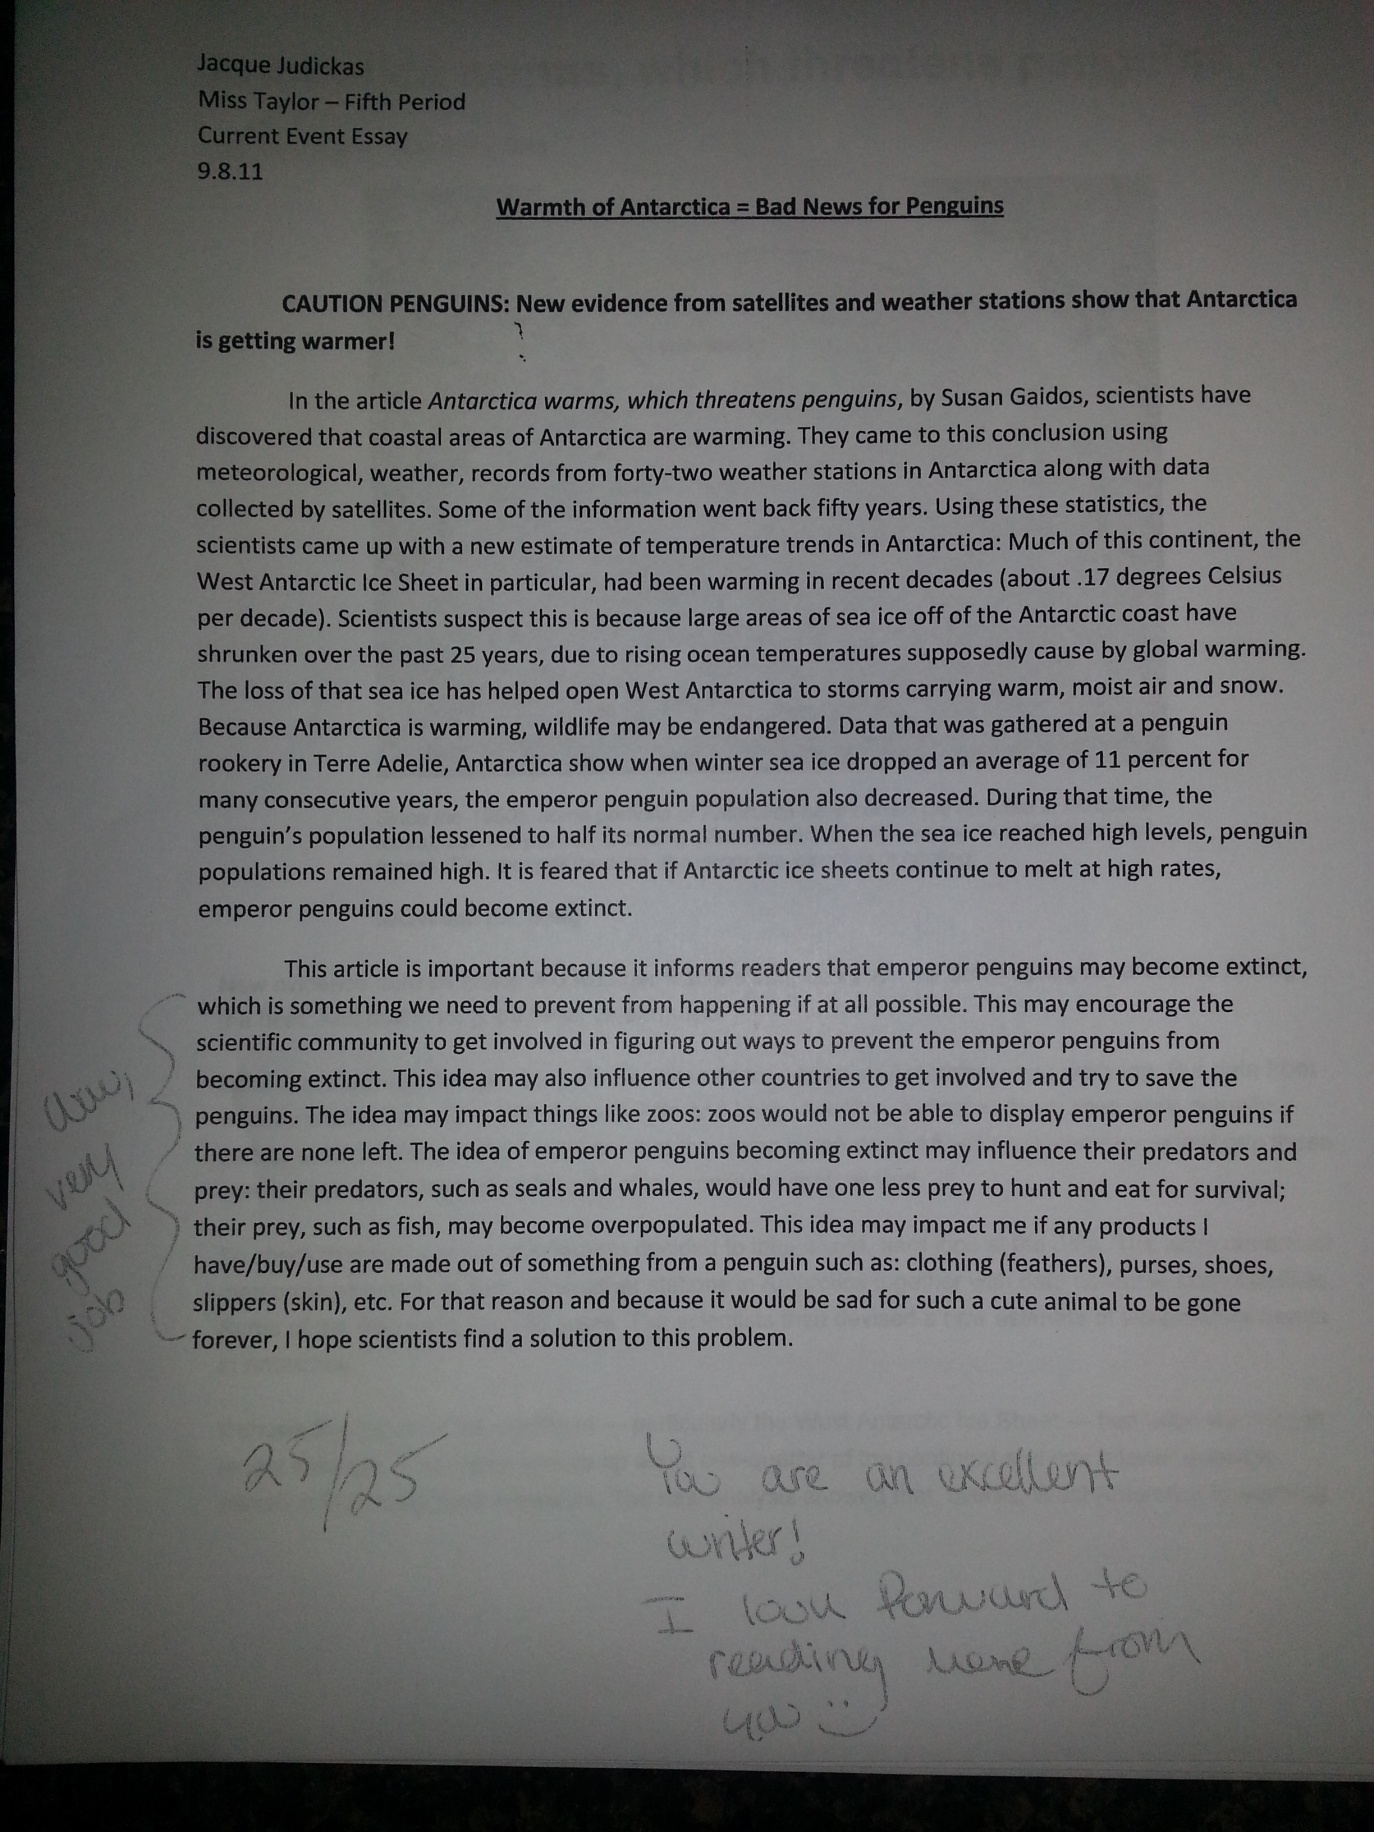 Jacque Judickas
Miss Taylor – Fifth Period
Current Event Essay
9.8.11
Warmth of Antarctica = Bad News for Penguins
CAUTION PENGUINS: New evidence from satellites and weather stations show that Antarctica
is getting warmer!
In the article Antarctica warms, which threatens penguins, by Susan Gaidos, scientists have
discovered that coastal areas of Antarctica are warming. They came to this conclusion using
meteorological, weather, records from forty-two weather stations in Antarctica along with data
collected by satellites. Some of the information went back fifty years. Using these statistics, the
scientists came up with a new estimate of temperature trends in Antarctica: Much of this continent, the
West Antarctic Ice Sheet in particular, had been warming in recent decades (about .17 degrees Celsius
per decade). Scientists suspect this is because large areas of sea ice off of the Antarctic coast have
shrunken over the past 25 years, due to rising ocean temperatures supposedly cause by global warming.
The loss of that sea ice has helped open West Antarctica to storms carrying warm, moist air and snow.
Because Antarctica is warming, wildlife may be endangered. Data that was gathered at a penguin
rookery in Terre Adelie, Antarctica show when winter sea ice dropped an average of 11 percent for
many consecutive years, the emperor penguin population also decreased. During that time, the
penguin's population lessened to half its normal number. When the sea ice reached high levels, penguin
populations remained high. It is feared that if Antarctic ice sheets continue to melt at high rates,
emperor penguins could become extinct.
This article is important because it informs readers that emperor penguins may become extinct,
which is something we need to prevent from happening if at all possible. This may encourage the
scientific community to get involved in figuring out ways to prevent the emperor penguins from
becoming extinct. This idea may also influence other countries to get involved and try to save the
penguins. The idea may impact things like zoos: zoos would not be able to display emperor penguins if
there are none left. The idea of emperor penguins becoming extinct may influence their predators and
prey: their predators, such as seals and whales, would have one less prey to hunt and eat for survival;
their prey, such as fish, may become overpopulated. This idea may impact me if any products I
have/buy/use are made out of something from a penguin such as: clothing (feathers), purses, shoes,
slippers (skin), etc. For that reason and because it would be sad for such a cute animal to be gone
forever, I hope scientists find a solution to this problem.
very
good
job
25/25
You are an excellent
writer!
I look forward to
reading more from
you